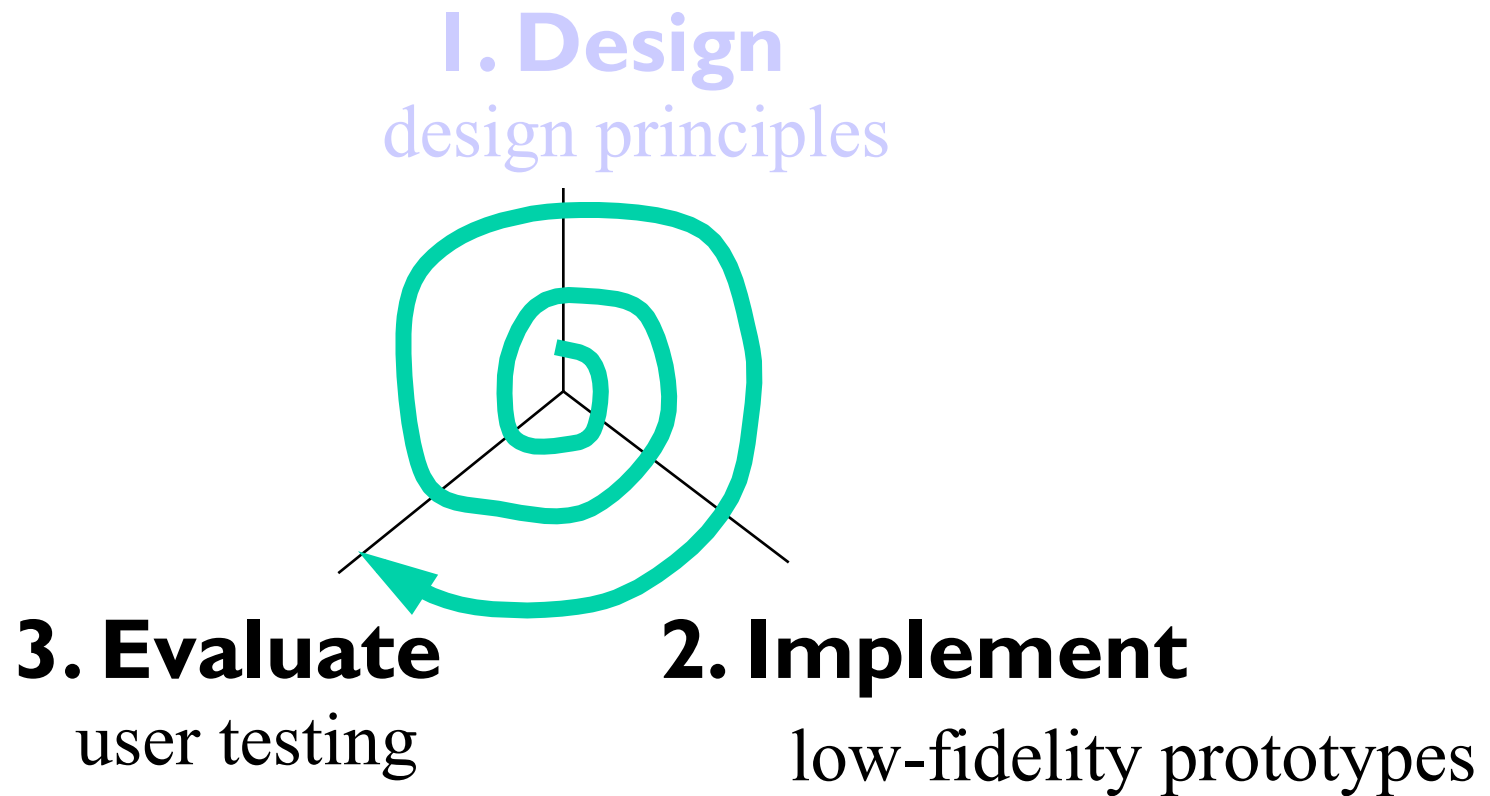 1. Design
design principles
3. Evaluate
user testing
2. Implement
low-fidelity prototypes